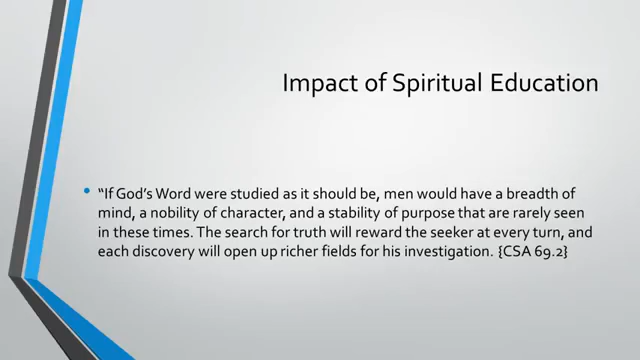 Impact of Spiritual Education
• “If God’s Word were studied as it should be, men would have a breadth of
mind, a nobility of character, and a stability of purpose that are rarely seen
in these times. The search for truth will reward the seeker at every turn, and
each discovery will open up richer fields for his investigation. {CSA 69.2}